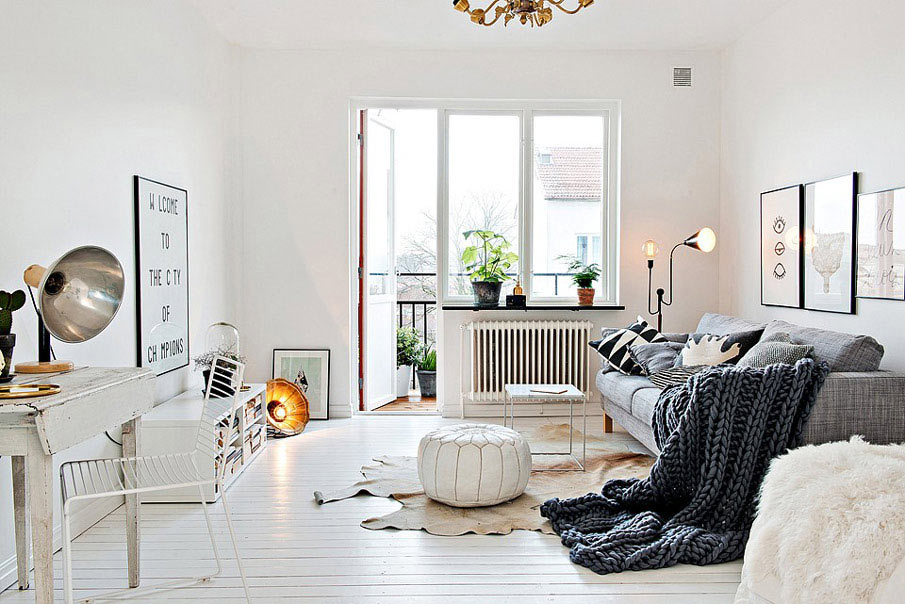 W LCOME
TO
THE C TY
OF
CH MPIONS